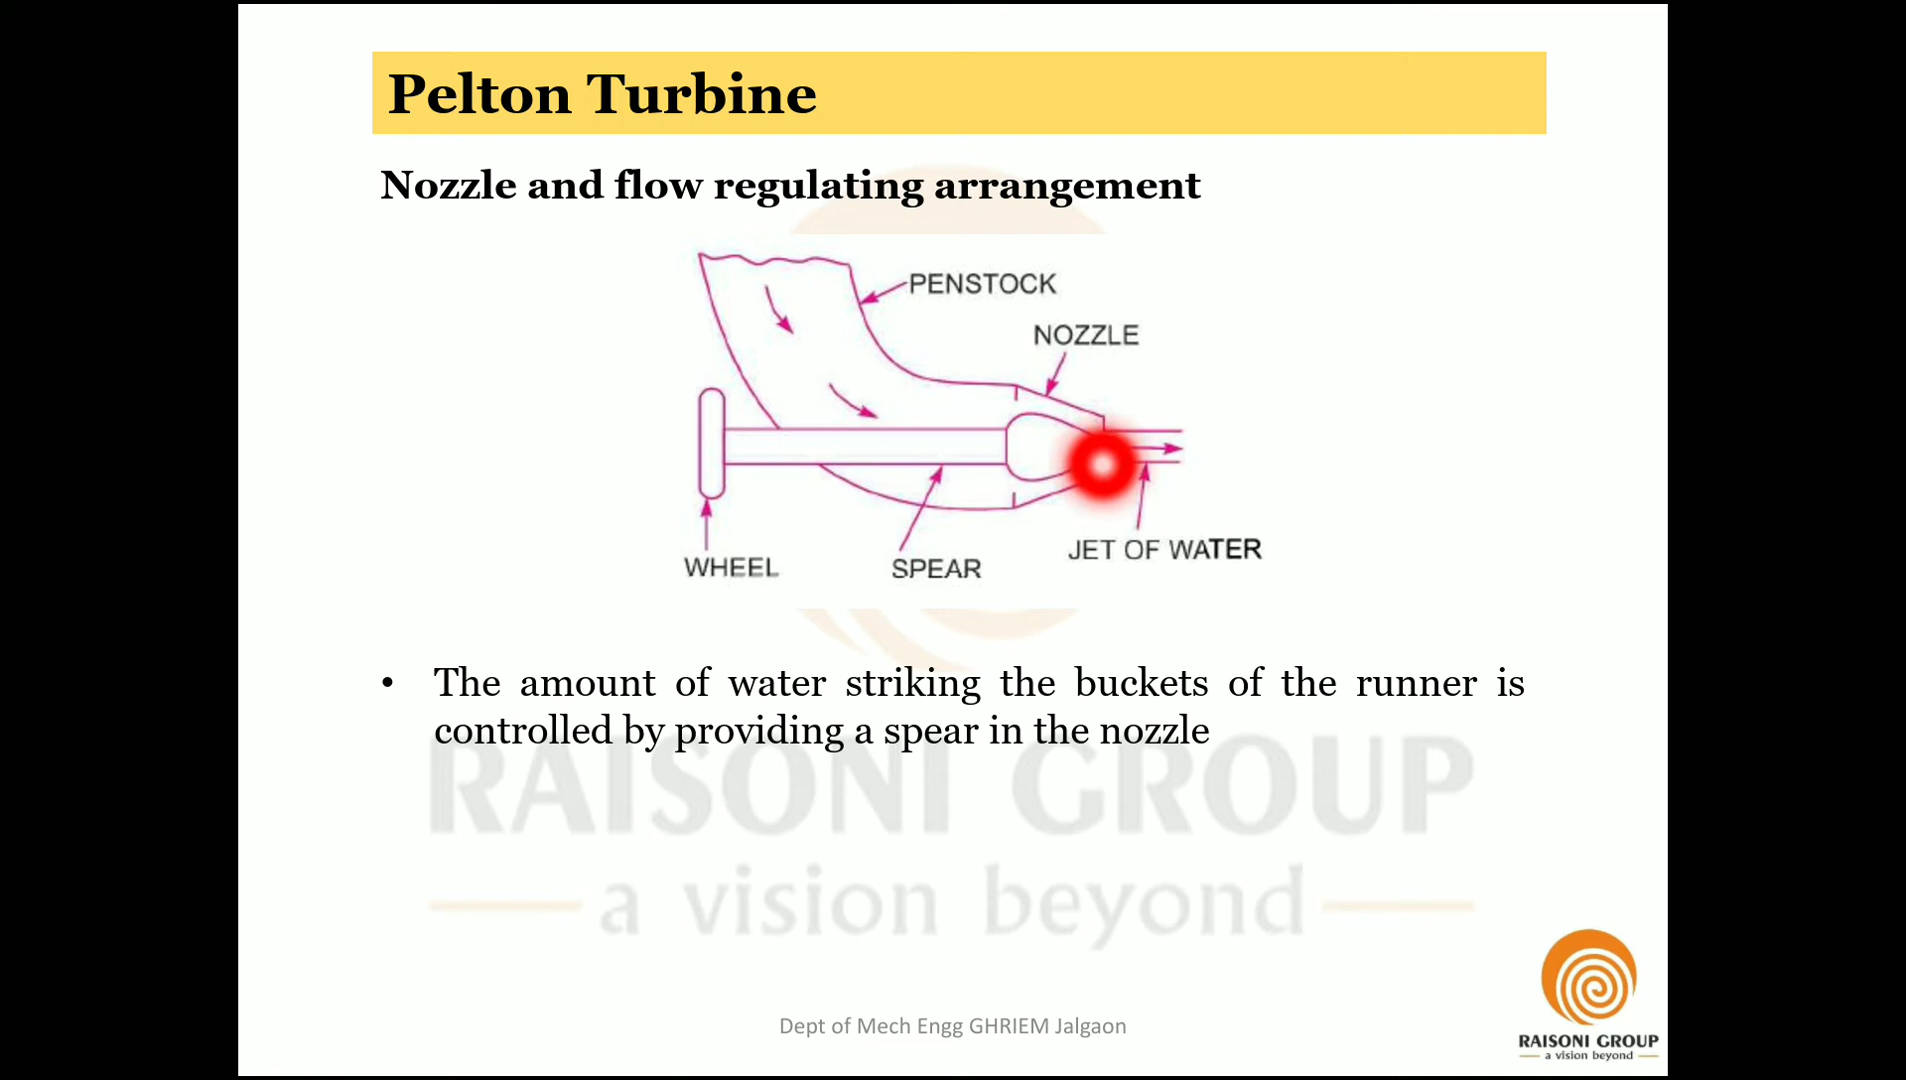 Pelton Turbine
Nozzle and flow regulating arrangement
PENSTOCK
NOZZLE
JET OF WATER
WHEEL
SPEAR
• The amount of water striking the buckets of the runner is
controlled by providing a spear in the nozzle
RAISONI GROUP
a vision beyond
Dept of Mech Engg GHRIEM Jalgaon
RAISONI GROUP
a vision beyond